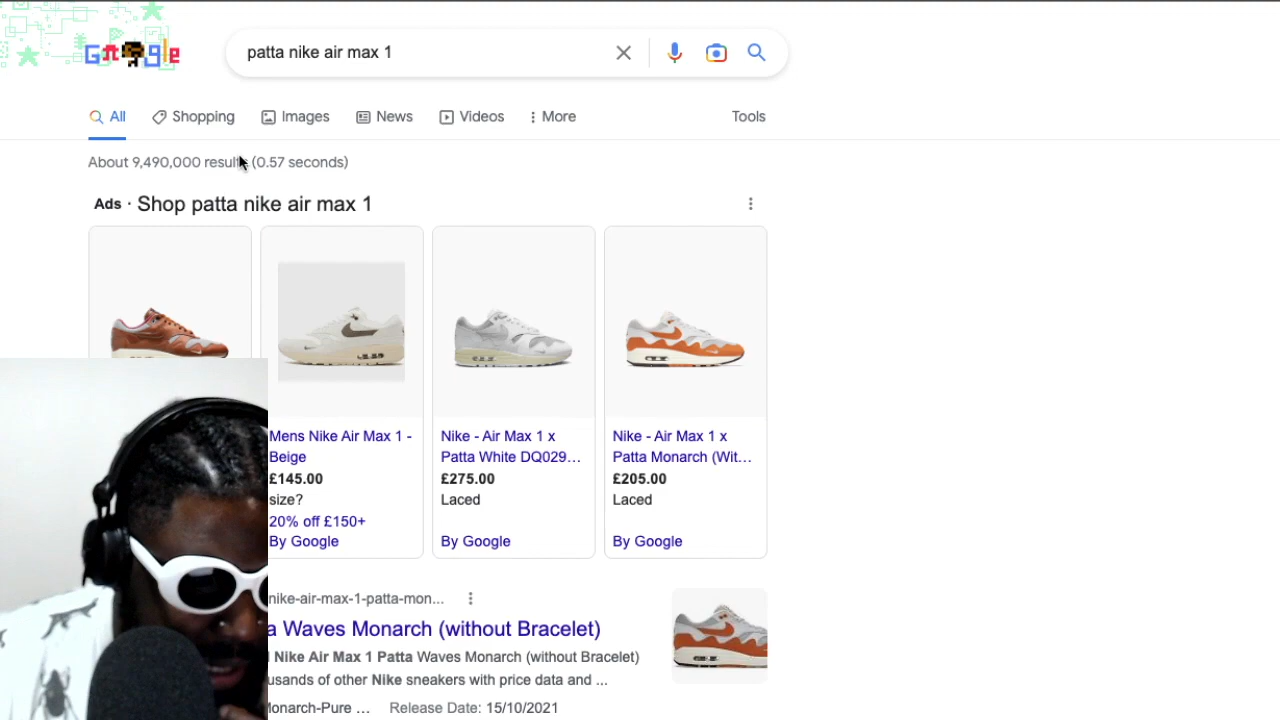 Google
patta nike air max 1
All Shopping Images News Videos More Tools
About 9,490,000 results (0.57 seconds)
Ads · Shop patta nike air max 1
Mens Nike Air Max 1 -
Beige
£145.00
size?
20% off £150+
By Google
Nike - Air Max 1 x
Patta White DQ029...
£275.00
Laced
By Google
Nike - Air Max 1 x
Patta Monarch (Wit...
£205.00
Laced
By Google
nike-air-max-1-patta-mon...
a Waves Monarch (without Bracelet)
Nike Air Max 1 Patta Waves Monarch (without Bracelet)
usands of other Nike sneakers with price data and ...
Monarch-Pure ... Release Date: 15/10/2021